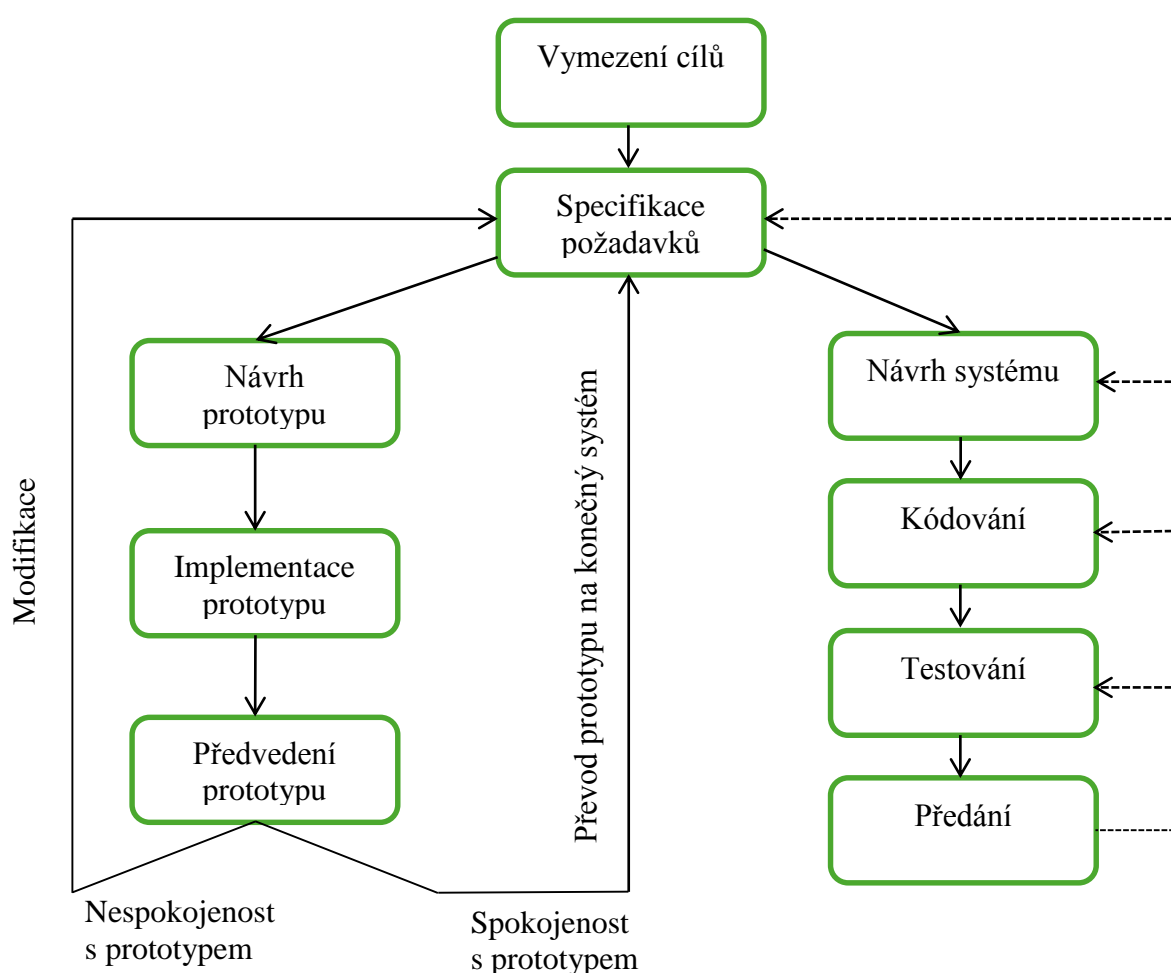 Vymezení cílů
Specifikace
požadavků
Návrh
prototypu
Návrh systému
Modifikace
Převod prototypu na konečný systém
Kódování
Implementace
prototypu
Testování
Předvedení
prototypu
Předání
Nespokojenost
s prototypem
Spokojenost
s prototypem